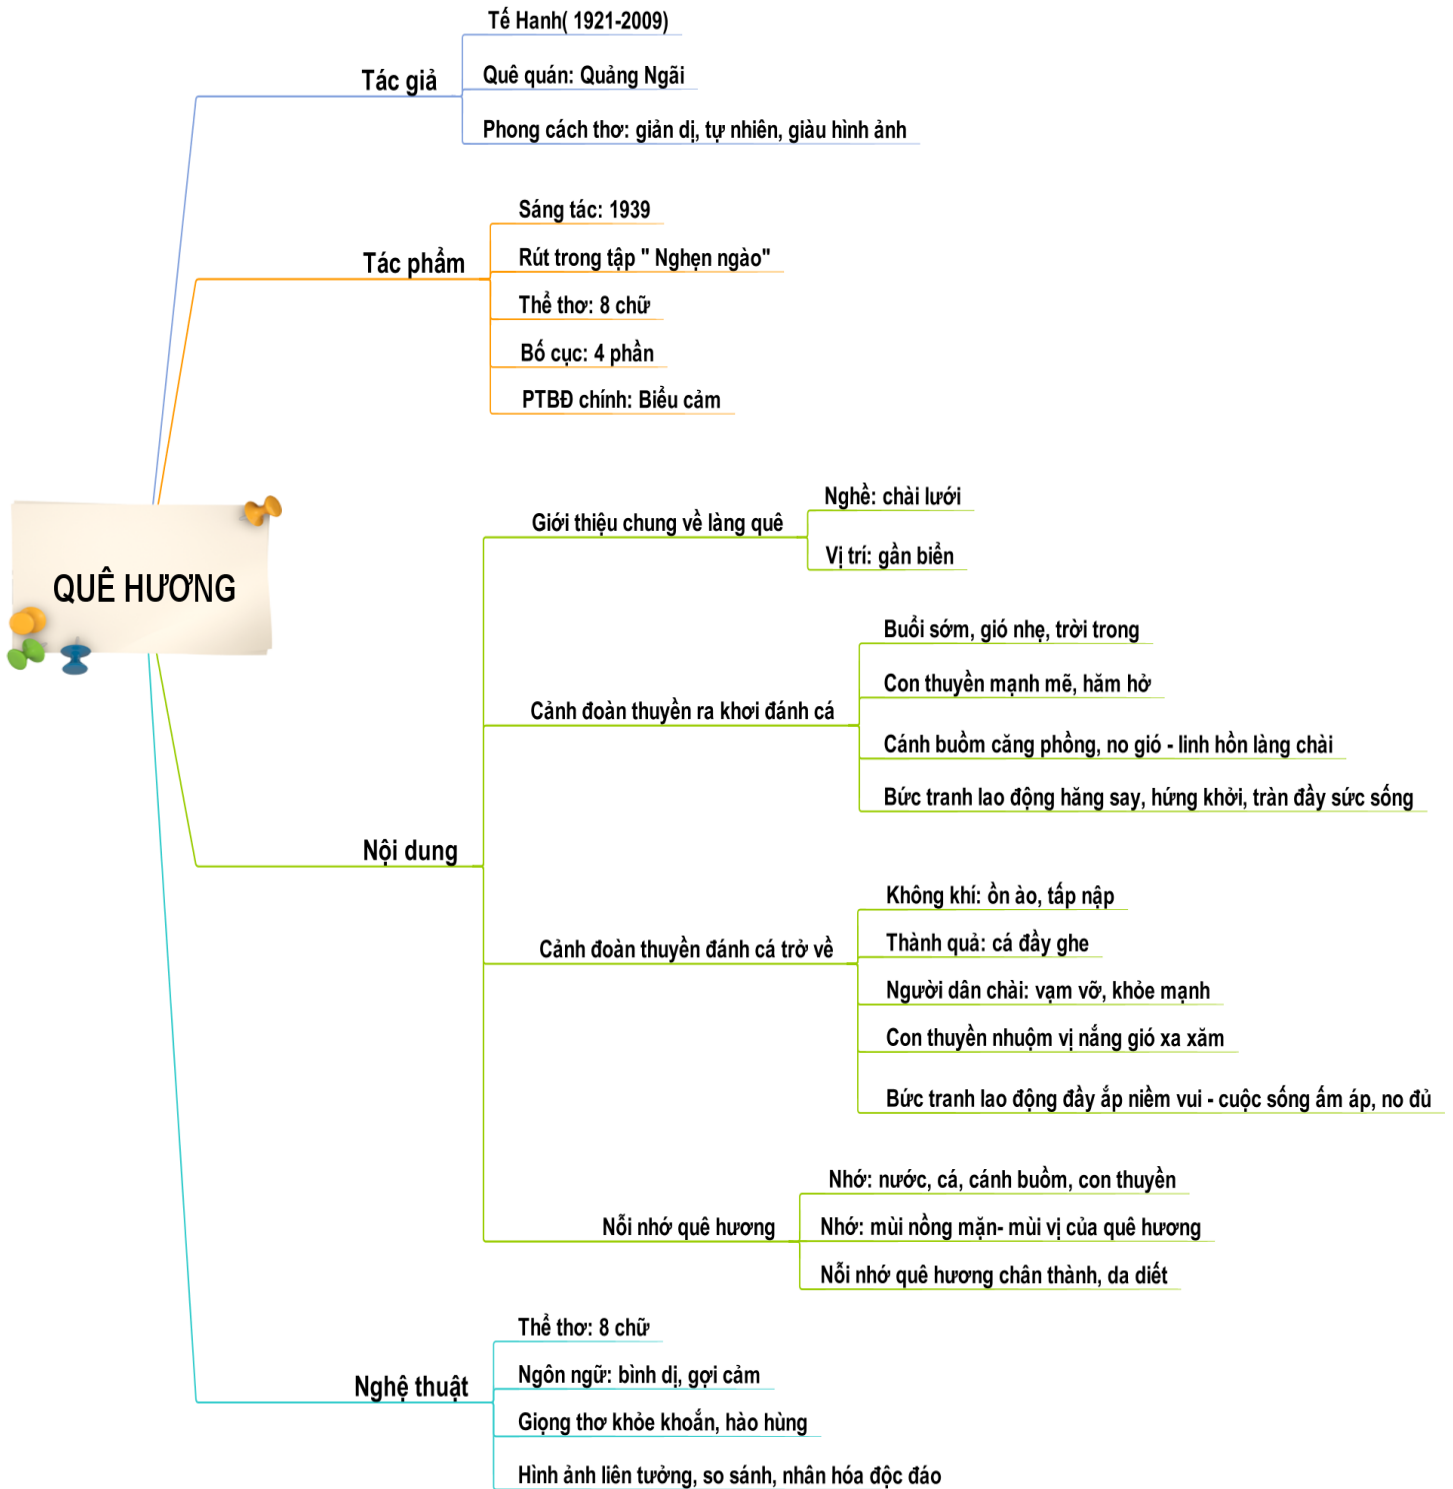 QUÊ HƯƠNG
Tác giả
Tế Hanh( 1921-2009)
Quê quán: Quảng Ngãi
Phong cách thơ: giản dị, tự nhiên, giàu hình ảnh
Tác phẩm
Sáng tác: 1939
Rút trong tập " Nghẹn ngào"
Thể thơ: 8 chữ
Bố cục: 4 phần
PTBĐ chính: Biểu cảm
Nội dung
Giới thiệu chung về làng quê
Nghề: chài lưới
Vị trí: gần biển
Cảnh đoàn thuyền ra khơi đánh cá
Buổi sớm, gió nhẹ, trời trong
Con thuyền mạnh mẽ, hăm hở
Cánh buồm căng phồng, no gió - linh hồn làng chài
Bức tranh lao động hăng say, hứng khởi, tràn đầy sức sống
Cảnh đoàn thuyền đánh cá trở về
Không khí: ồn ào, tấp nập
Thành quả: cá đầy ghe
Người dân chài: vạm vỡ, khỏe mạnh
Con thuyền nhuộm vị nắng gió xa xăm
Bức tranh lao động đầy ắp niềm vui - cuộc sống ấm áp, no đủ
Nỗi nhớ quê hương
Nhớ: nước, cá, cánh buồm, con thuyền
Nhớ: mùi nồng mặn- mùi vị của quê hương
Nỗi nhớ quê hương chân thành, da diết
Nghệ thuật
Thể thơ: 8 chữ
Ngôn ngữ: bình dị, gợi cảm
Giọng thơ khỏe khoắn, hào hùng
Hình ảnh liên tưởng, so sánh, nhân hóa độc đáo